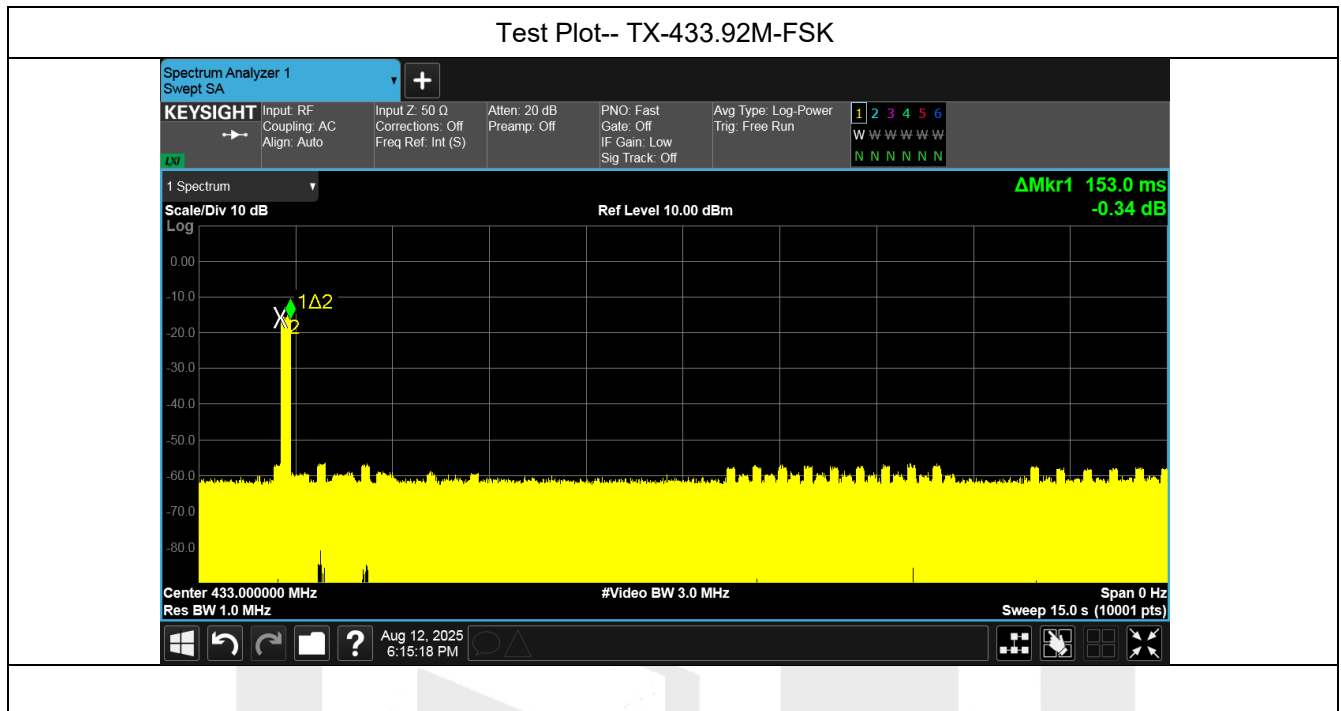 Test Plot-- TX-433.92M-FSK
Spectrum Analyzer 1
Swept SA
KEYSIGHT
LXI
Input: RF
Coupling: AC
Align: Auto
Input Z: 50 Ω
Corrections: Off
Freq Ref: Int (S)
Atten: 20 dB
Preamp: Off
PNO: Fast
Gate: Off
IF Gain: Low
Sig Track: Off
Avg Type: Log-Power
Trig: Free Run
1 2 3 4 5 6
W W W W W W
N N N N N N
1 Spectrum
ΔMkr1 153.0 ms
-0.34 dB
Scale/Div 10 dB
Ref Level 10.00 dBm
Log
0.00
-10.0
1Δ2
X2
-20.0
-30.0
-40.0
-50.0
-60.0
-70.0
-80.0
Center 433.000000 MHz
#Video BW 3.0 MHz
Span 0 Hz
Res BW 1.0 MHz
Sweep 15.0 s (10001 pts)
?
Aug 12, 2025
6:15:18 PM